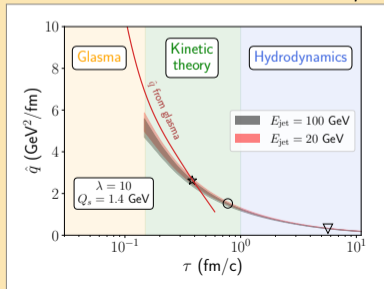 10
8
6
4
2
0
q̂ (GeV²/fm)
Glasma
Kinetic
theory
Hydrodynamics
q̂ from glasma
E_jet = 100 GeV
E_jet = 20 GeV
λ = 10
Q_s = 1.4 GeV
10⁻¹
10⁰
10¹
τ (fm/c)